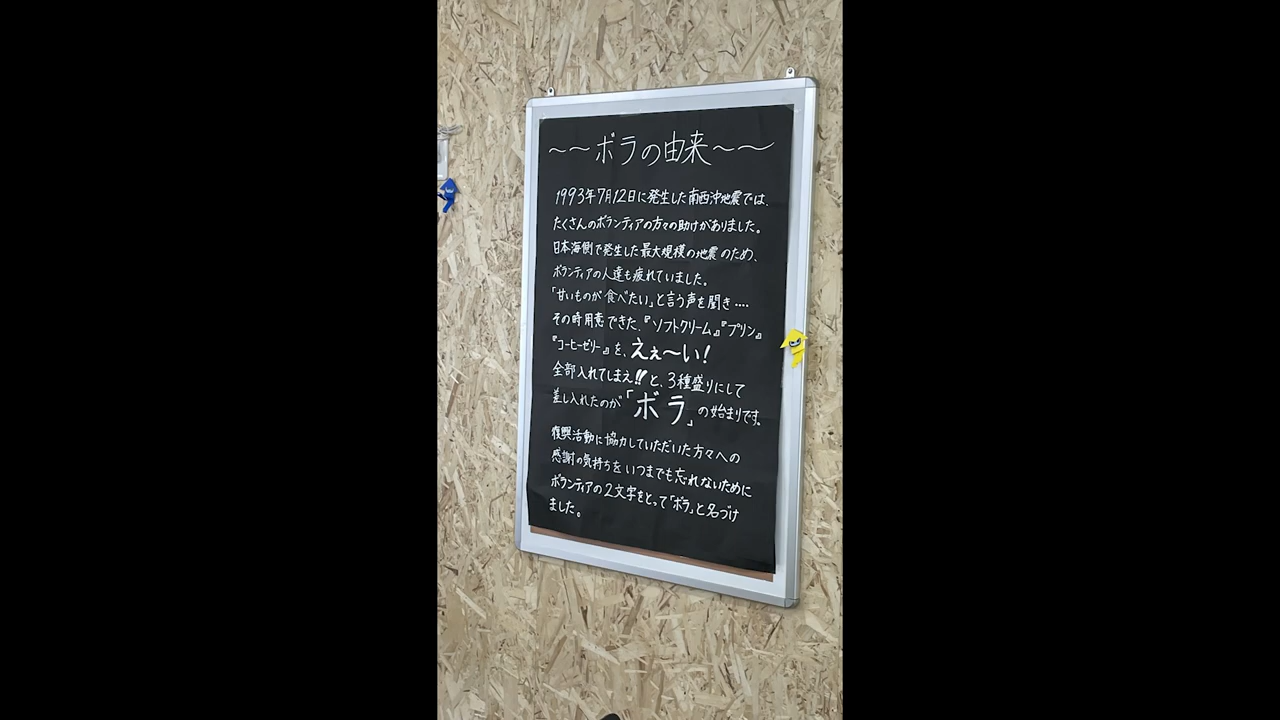 ～～ボラの由来～～
1993年7月12日に発生した南西沖地震では、
たくさんのボランティアの方々の助けがありました。
日本海側で発生した最大規模の地震のため、
ボランティアの人達も疲れていました。
「甘いものが食べたい」と言う声を聞き....
その時用意できた、『ソフトクリーム』『プリン』
『コーヒーゼリー』を、えぇ～い!
全部入れてしまえ!!と、3種盛りにして
差し入れたのが「ボラ」の始まりです。
復興活動に協力していただいた方々への
感謝の気持ちをいつまでも忘れないために
ボランティアの2文字をとって「ボラ」と名づけ
ました。